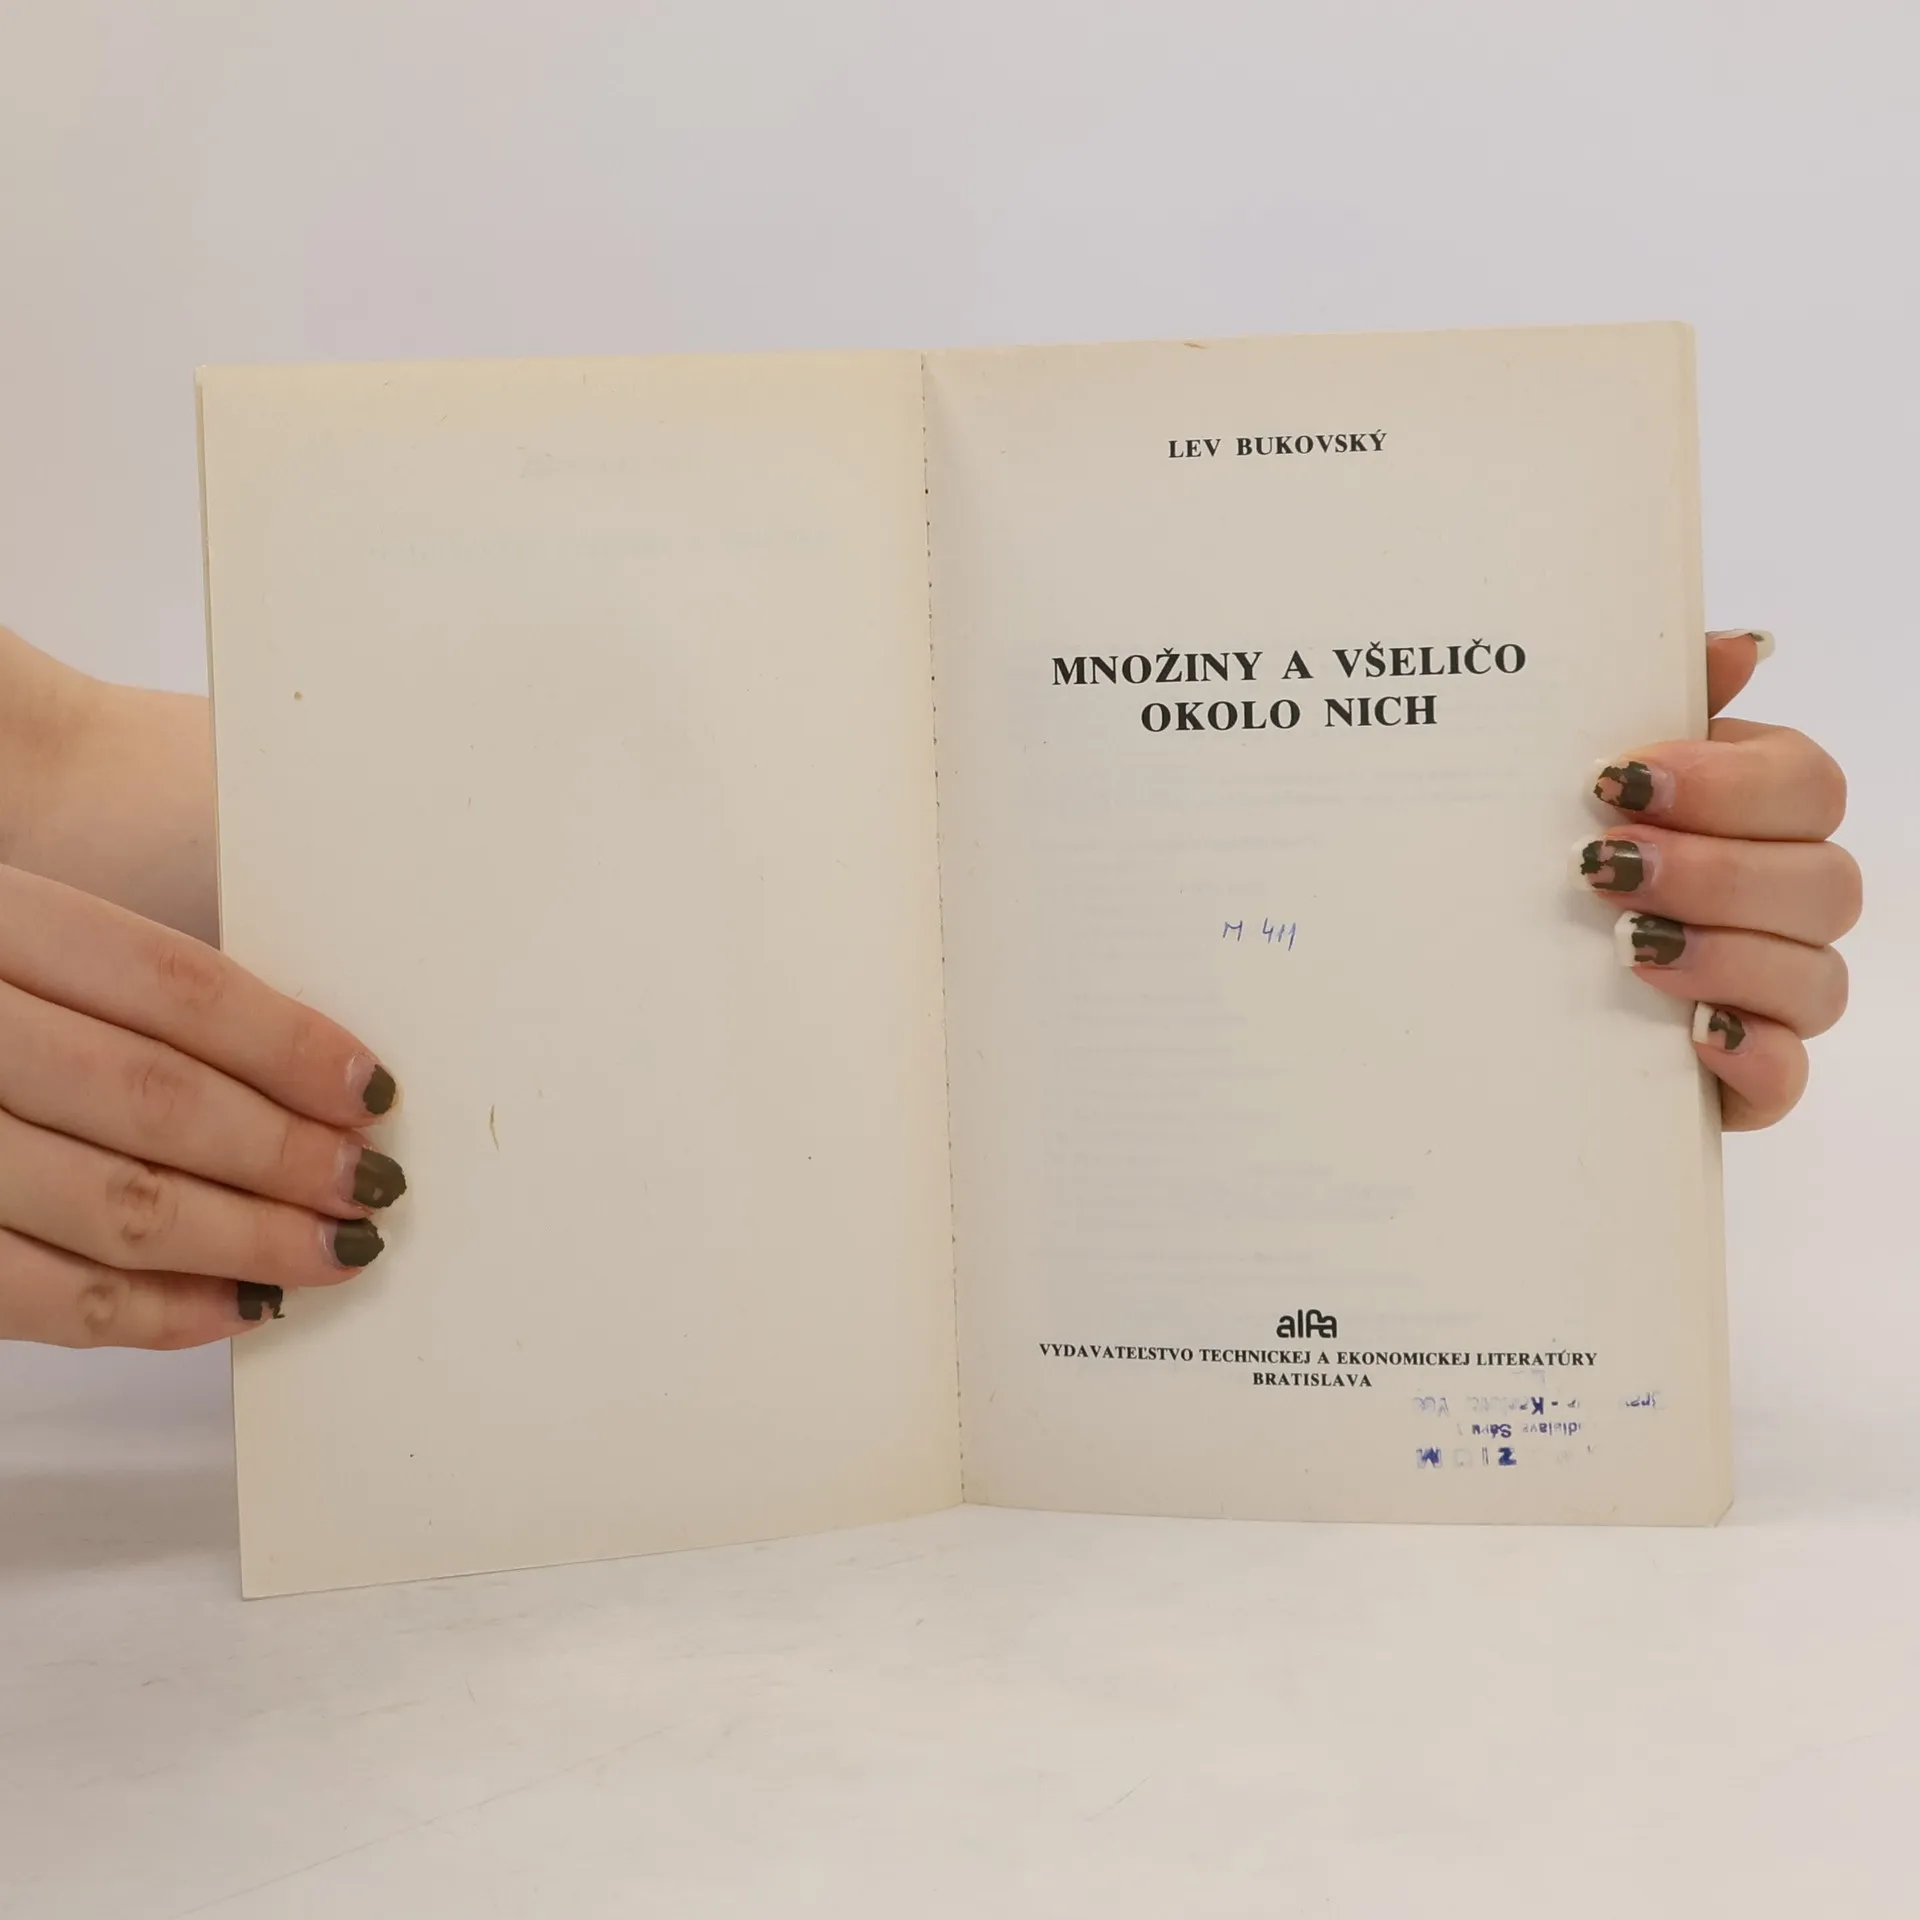 LEV BUKOVSKÝ
MNOŽINY A VŠELIČO
OKOLO NICH
M 411
alfa
VYDAVATEĽSTVO TECHNICKEJ A EKONOMICKEJ LITERATÚRY
BRATISLAVA